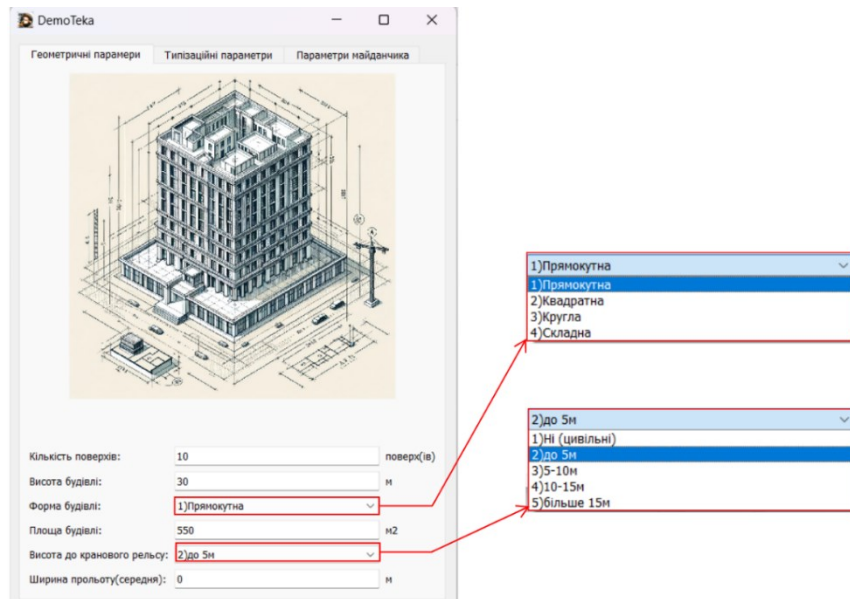 DemoTeka
Геометричні парамери Типізаційні параметри Параметри майданчика
Кількість поверхів: 10 поверх(ів)
Висота будівлі: 30 м
Форма будівлі: 1)Прямокутна
Площа будівлі: 550 м2
Висота до кранового рельсу: 2)до 5м
Ширина прольоту(середня): 0 м
1)Прямокутна
1)Прямокутна
2)Квадратна
3)Кругла
4)Складна
2)до 5м
1)Ні (цивільні)
2)до 5м
3)5-10м
4)10-15м
5)більше 15м